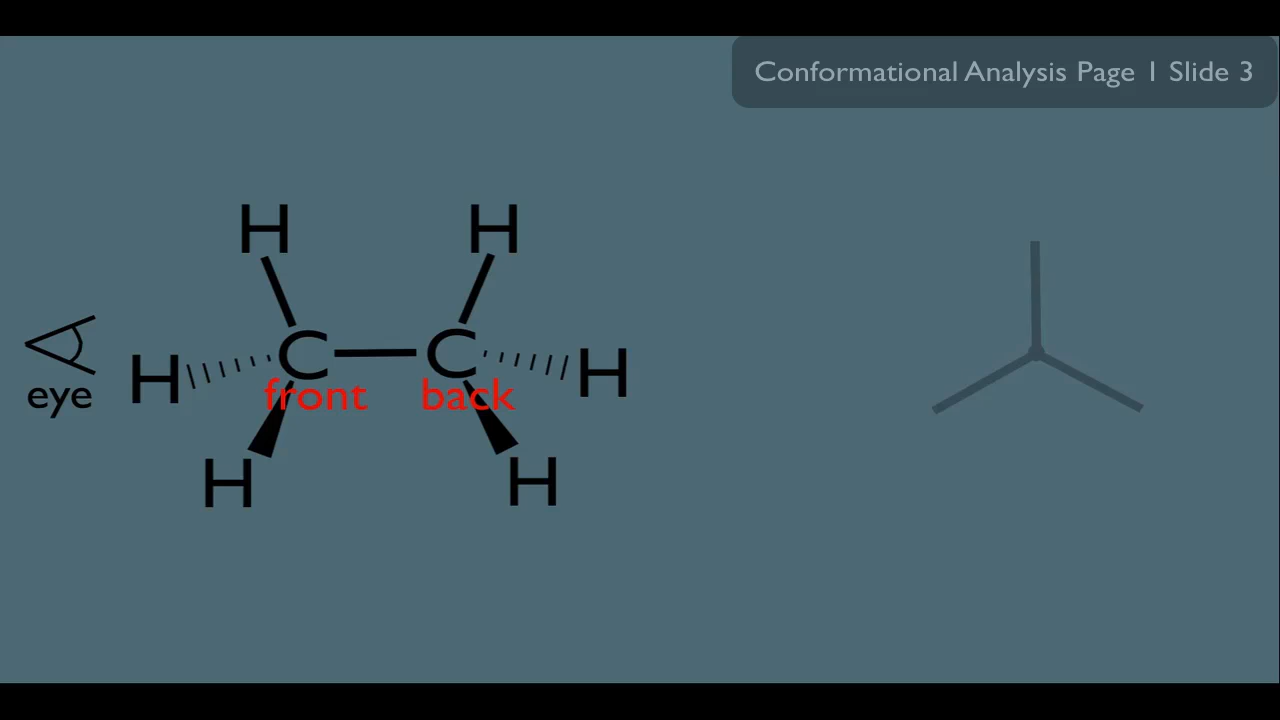 Conformational Analysis Page 1 Slide 3
H H
C C
H H
eye front back
H H